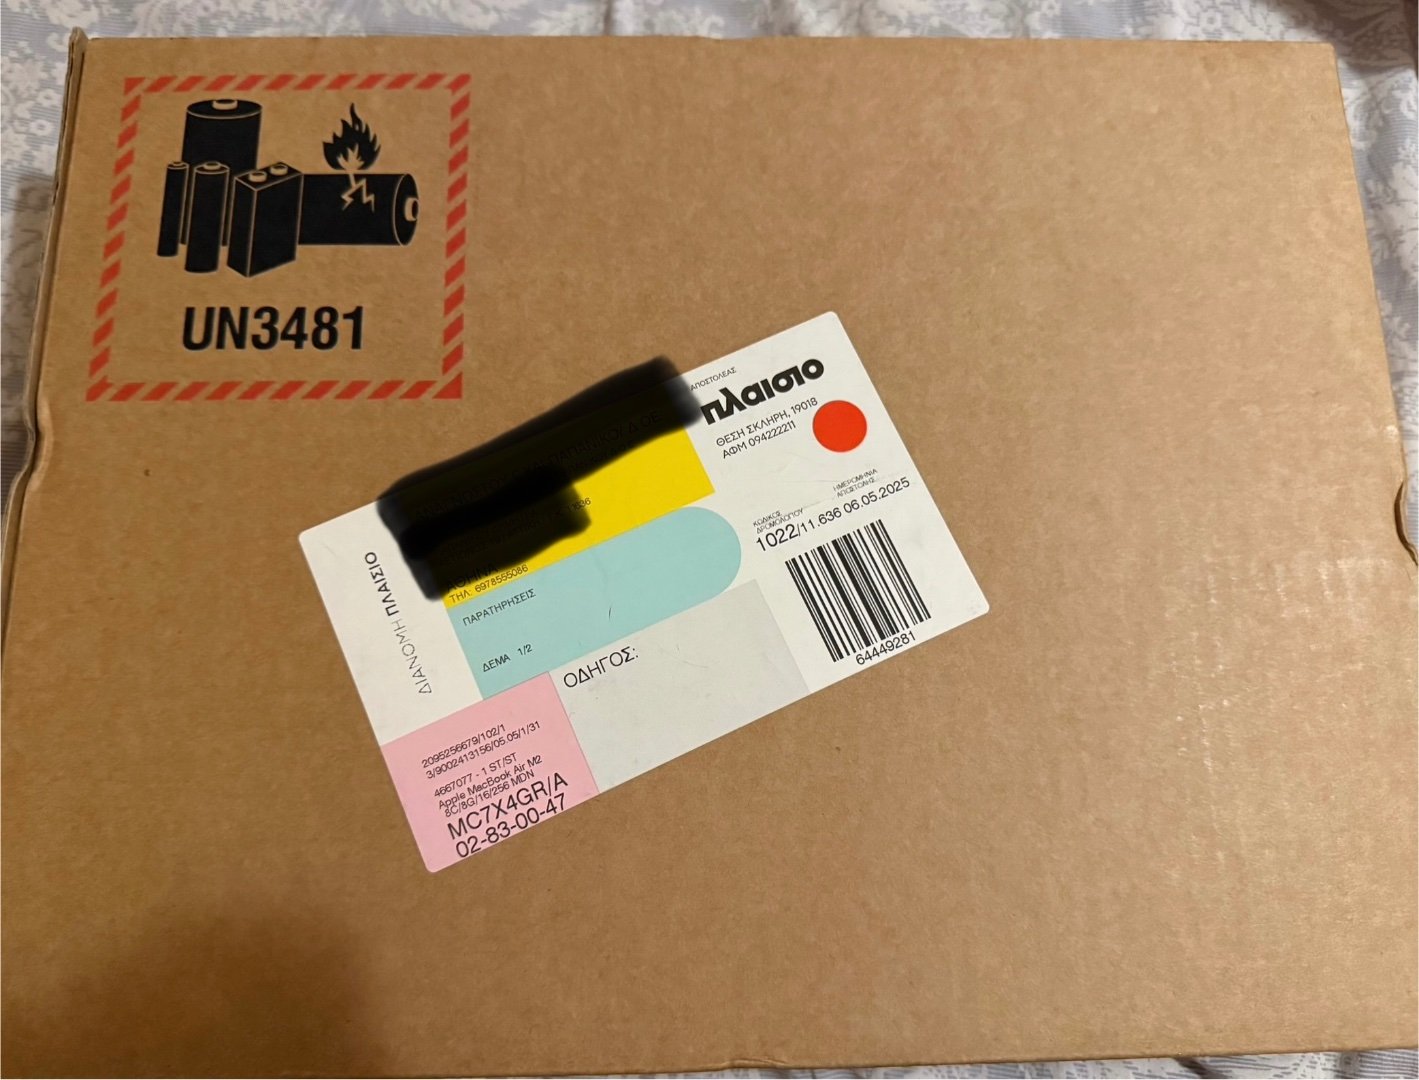 UN3481
ΑΠΟΣΤΟΛΕΑΣ
πλαισιο
ΘΕΣΗ ΣΚΛΗΡΗ, 19018
ΑΦΜ 094222211
ΗΜΕΡΟΜΗΝΙΑ
ΑΠΟΣΤΟΛΗΣ
ΚΩΔΙΚΟΣ
ΔΡΟΜΟΛΟΓΙΟΥ
1022/11.636 06.05.2025
64449281
ΔΙΑΝΟΜΗ ΠΛΑΙΣΙΟ
ΤΗΛ: 6978555086
ΠΑΡΑΤΗΡΗΣΕΙΣ
ΔΕΜΑ 1/2
ΟΔΗΓΟΣ:
2095256679/102/1
3/9002413156/05.05/1/31
4667077 - 1 ST/ST
Apple MacBook Air M2
8C/8G/16/256 MDN
MC7X4GR/A
02-83-00-47